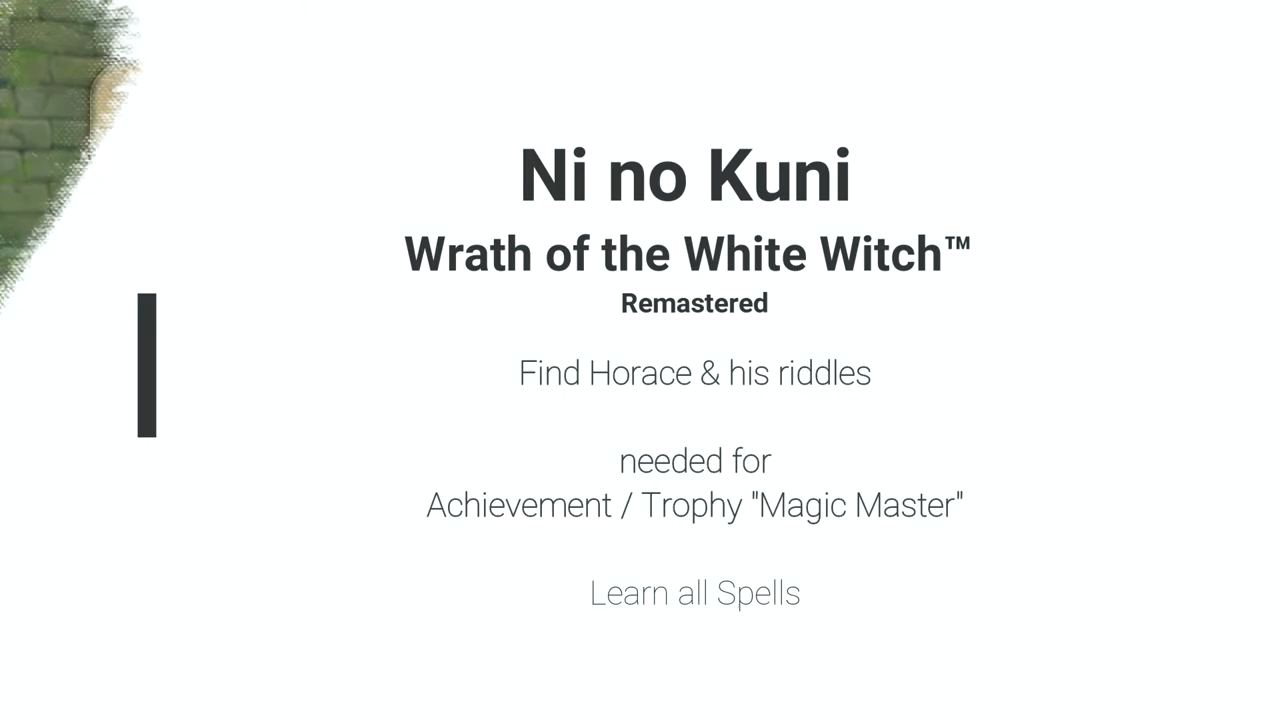 Ni no Kuni
Wrath of the White Witch™
Remastered
Find Horace & his riddles
needed for
Achievement / Trophy "Magic Master"
Learn all Spells